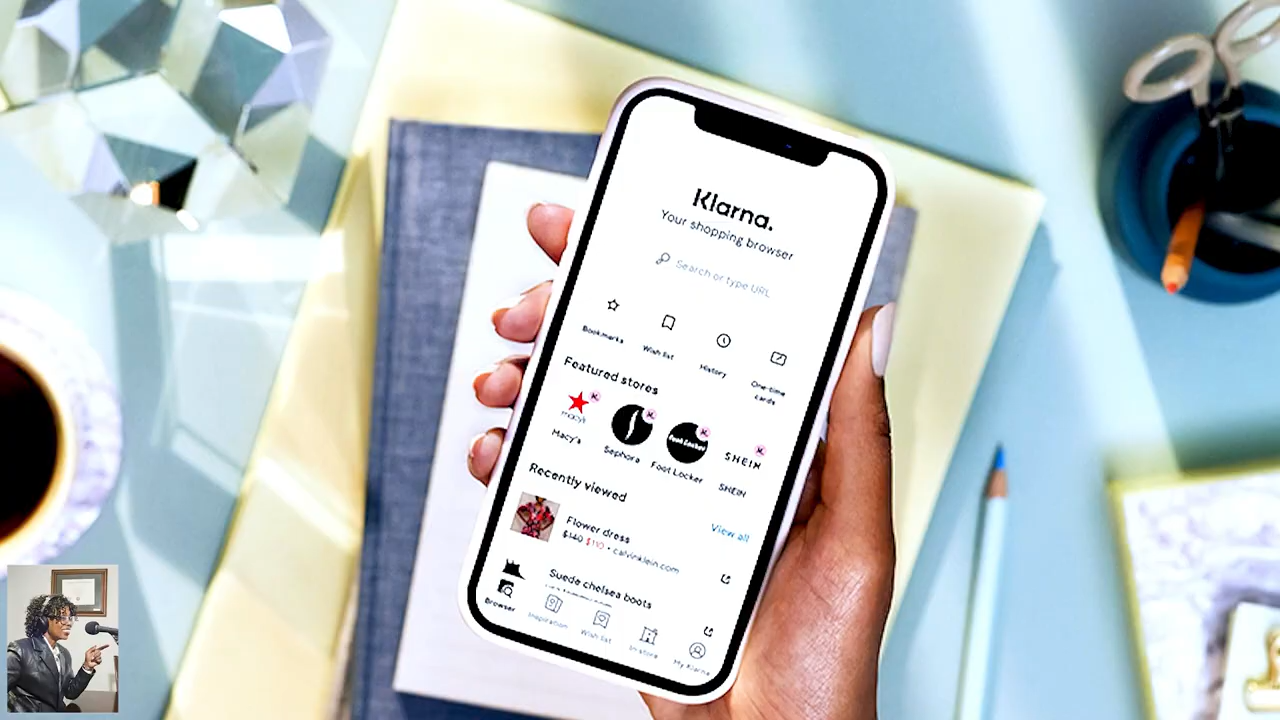 Klarna.
Your shopping browser
Search or type URL
Bookmarks
Wish list
History
One-time
cards
Featured stores
macy's
Foot Locker
SHEIN
Macy's
Sephora
Foot Locker
SHEIN
Recently viewed
View all
Flower dress
$140 $110 • calvinklein.com
Suede chelsea boots
Browser
Inspiration
Wish list
In-store
My Klarna